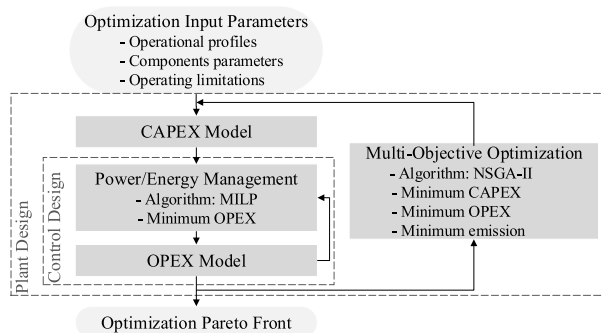 Optimization Input Parameters
- Operational profiles
- Components parameters
- Operating limitations
Plant Design
CAPEX Model
Control Design
Power/Energy Management
- Algorithm: MILP
- Minimum OPEX
OPEX Model
Multi-Objective Optimization
- Algorithm: NSGA-II
- Minimum CAPEX
- Minimum OPEX
- Minimum emission
Optimization Pareto Front